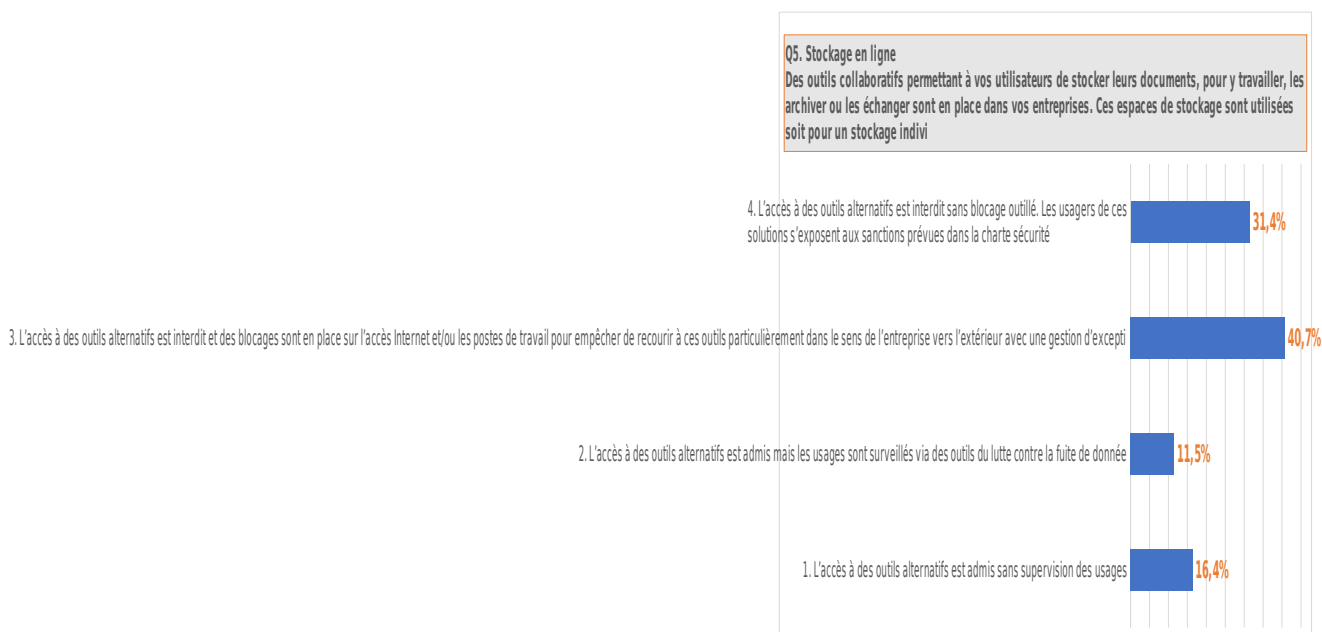 Q5. Stockage en ligne
Des outils collaboratifs permettant à vos utilisateurs de stocker leurs documents, pour y travailler, les
archiver ou les échanger sont en place dans vos entreprises. Ces espaces de stockage sont utilisées
soit pour un stockage indivi
4. L’accès à des outils alternatifs est interdit sans blocage outillé. Les usagers de ces
solutions s’exposent aux sanctions prévues dans la charte sécurité
31,4%
3. L’accès à des outils alternatifs est interdit et des blocages sont en place sur l’accès Internet et/ou les postes de travail pour empêcher de recourir à ces outils particulièrement dans le sens de l’entreprise vers l’extérieur avec une gestion d’excepti
40,7%
2. L’accès à des outils alternatifs est admis mais les usages sont surveillés via des outils du lutte contre la fuite de donnée
11,5%
1. L’accès à des outils alternatifs est admis sans supervision des usages
16,4%